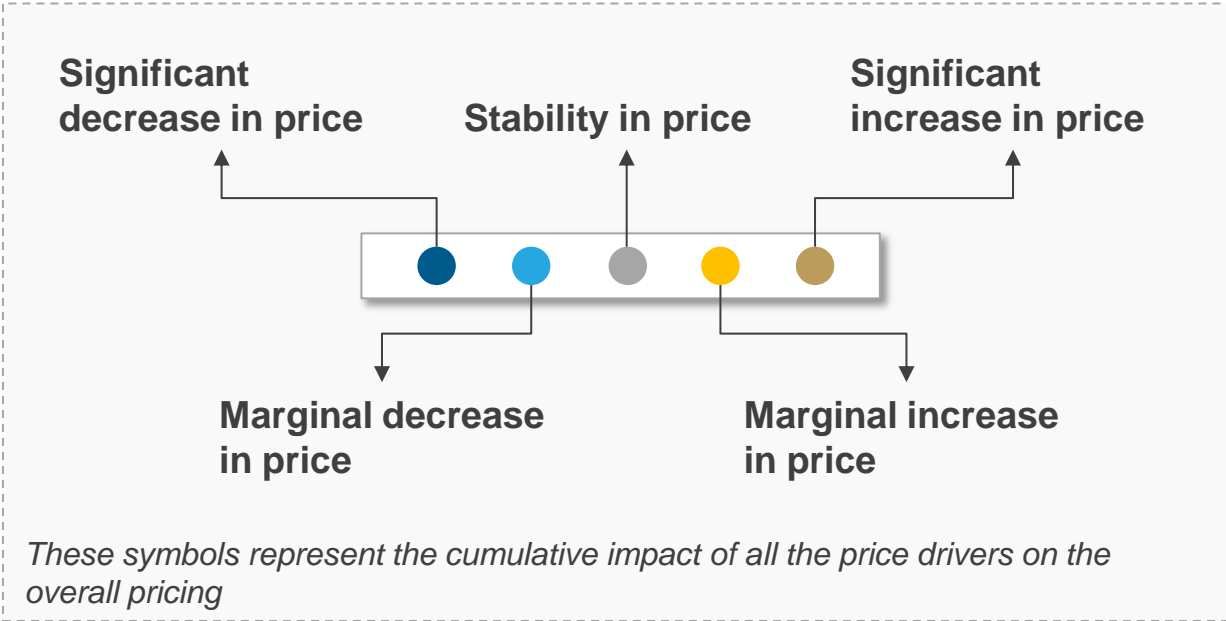 Significant
decrease in price
Stability in price
Significant
increase in price
Marginal decrease
in price
Marginal increase
in price
These symbols represent the cumulative impact of all the price drivers on the
overall pricing